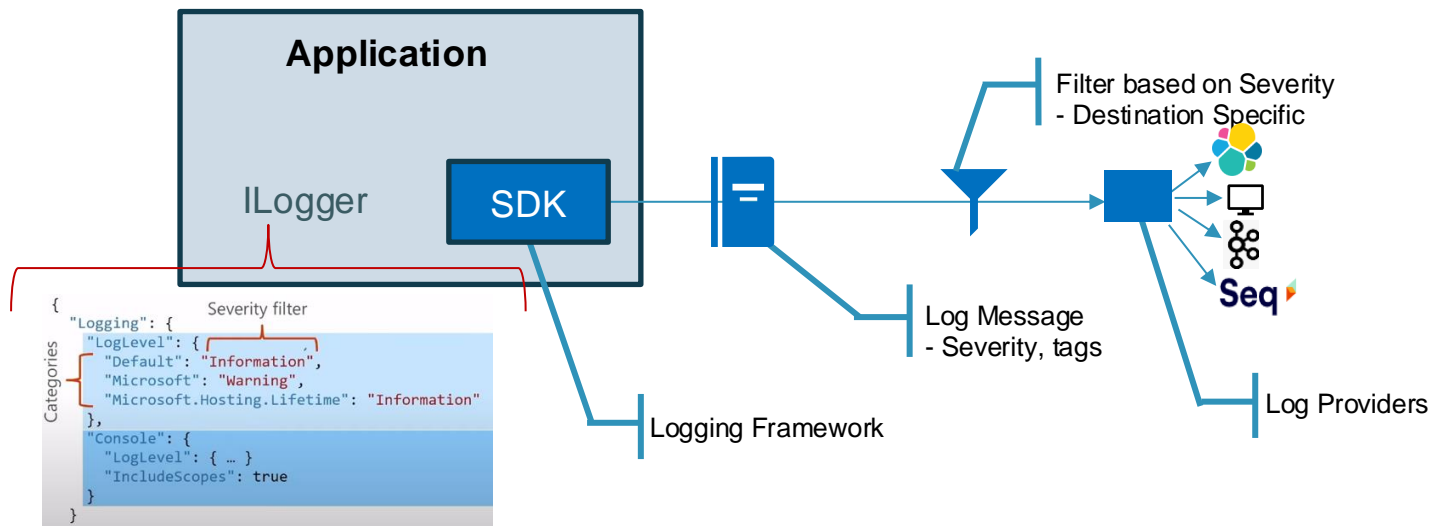 Application
ILogger
SDK
Filter based on Severity
- Destination Specific
Seq
Log Message
- Severity, tags
Log Providers
Logging Framework
Severity filter
Categories
{
"Logging": {
"LogLevel": {
"Default": "Information",
"Microsoft": "Warning",
"Microsoft.Hosting.Lifetime": "Information"
},
"Console": {
"LogLevel": { … }
"IncludeScopes": true
}
}